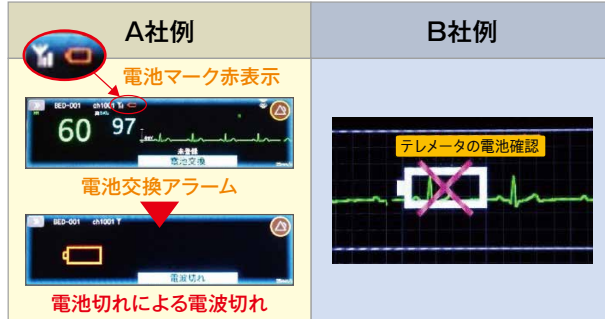 A社例
B社例
電池マーク赤表示
BED-001 ch1001
60 97
未登録
電池交換
電池交換アラーム
BED-001 ch1001
電波切れ
電池切れによる電波切れ
テレメータの電池確認